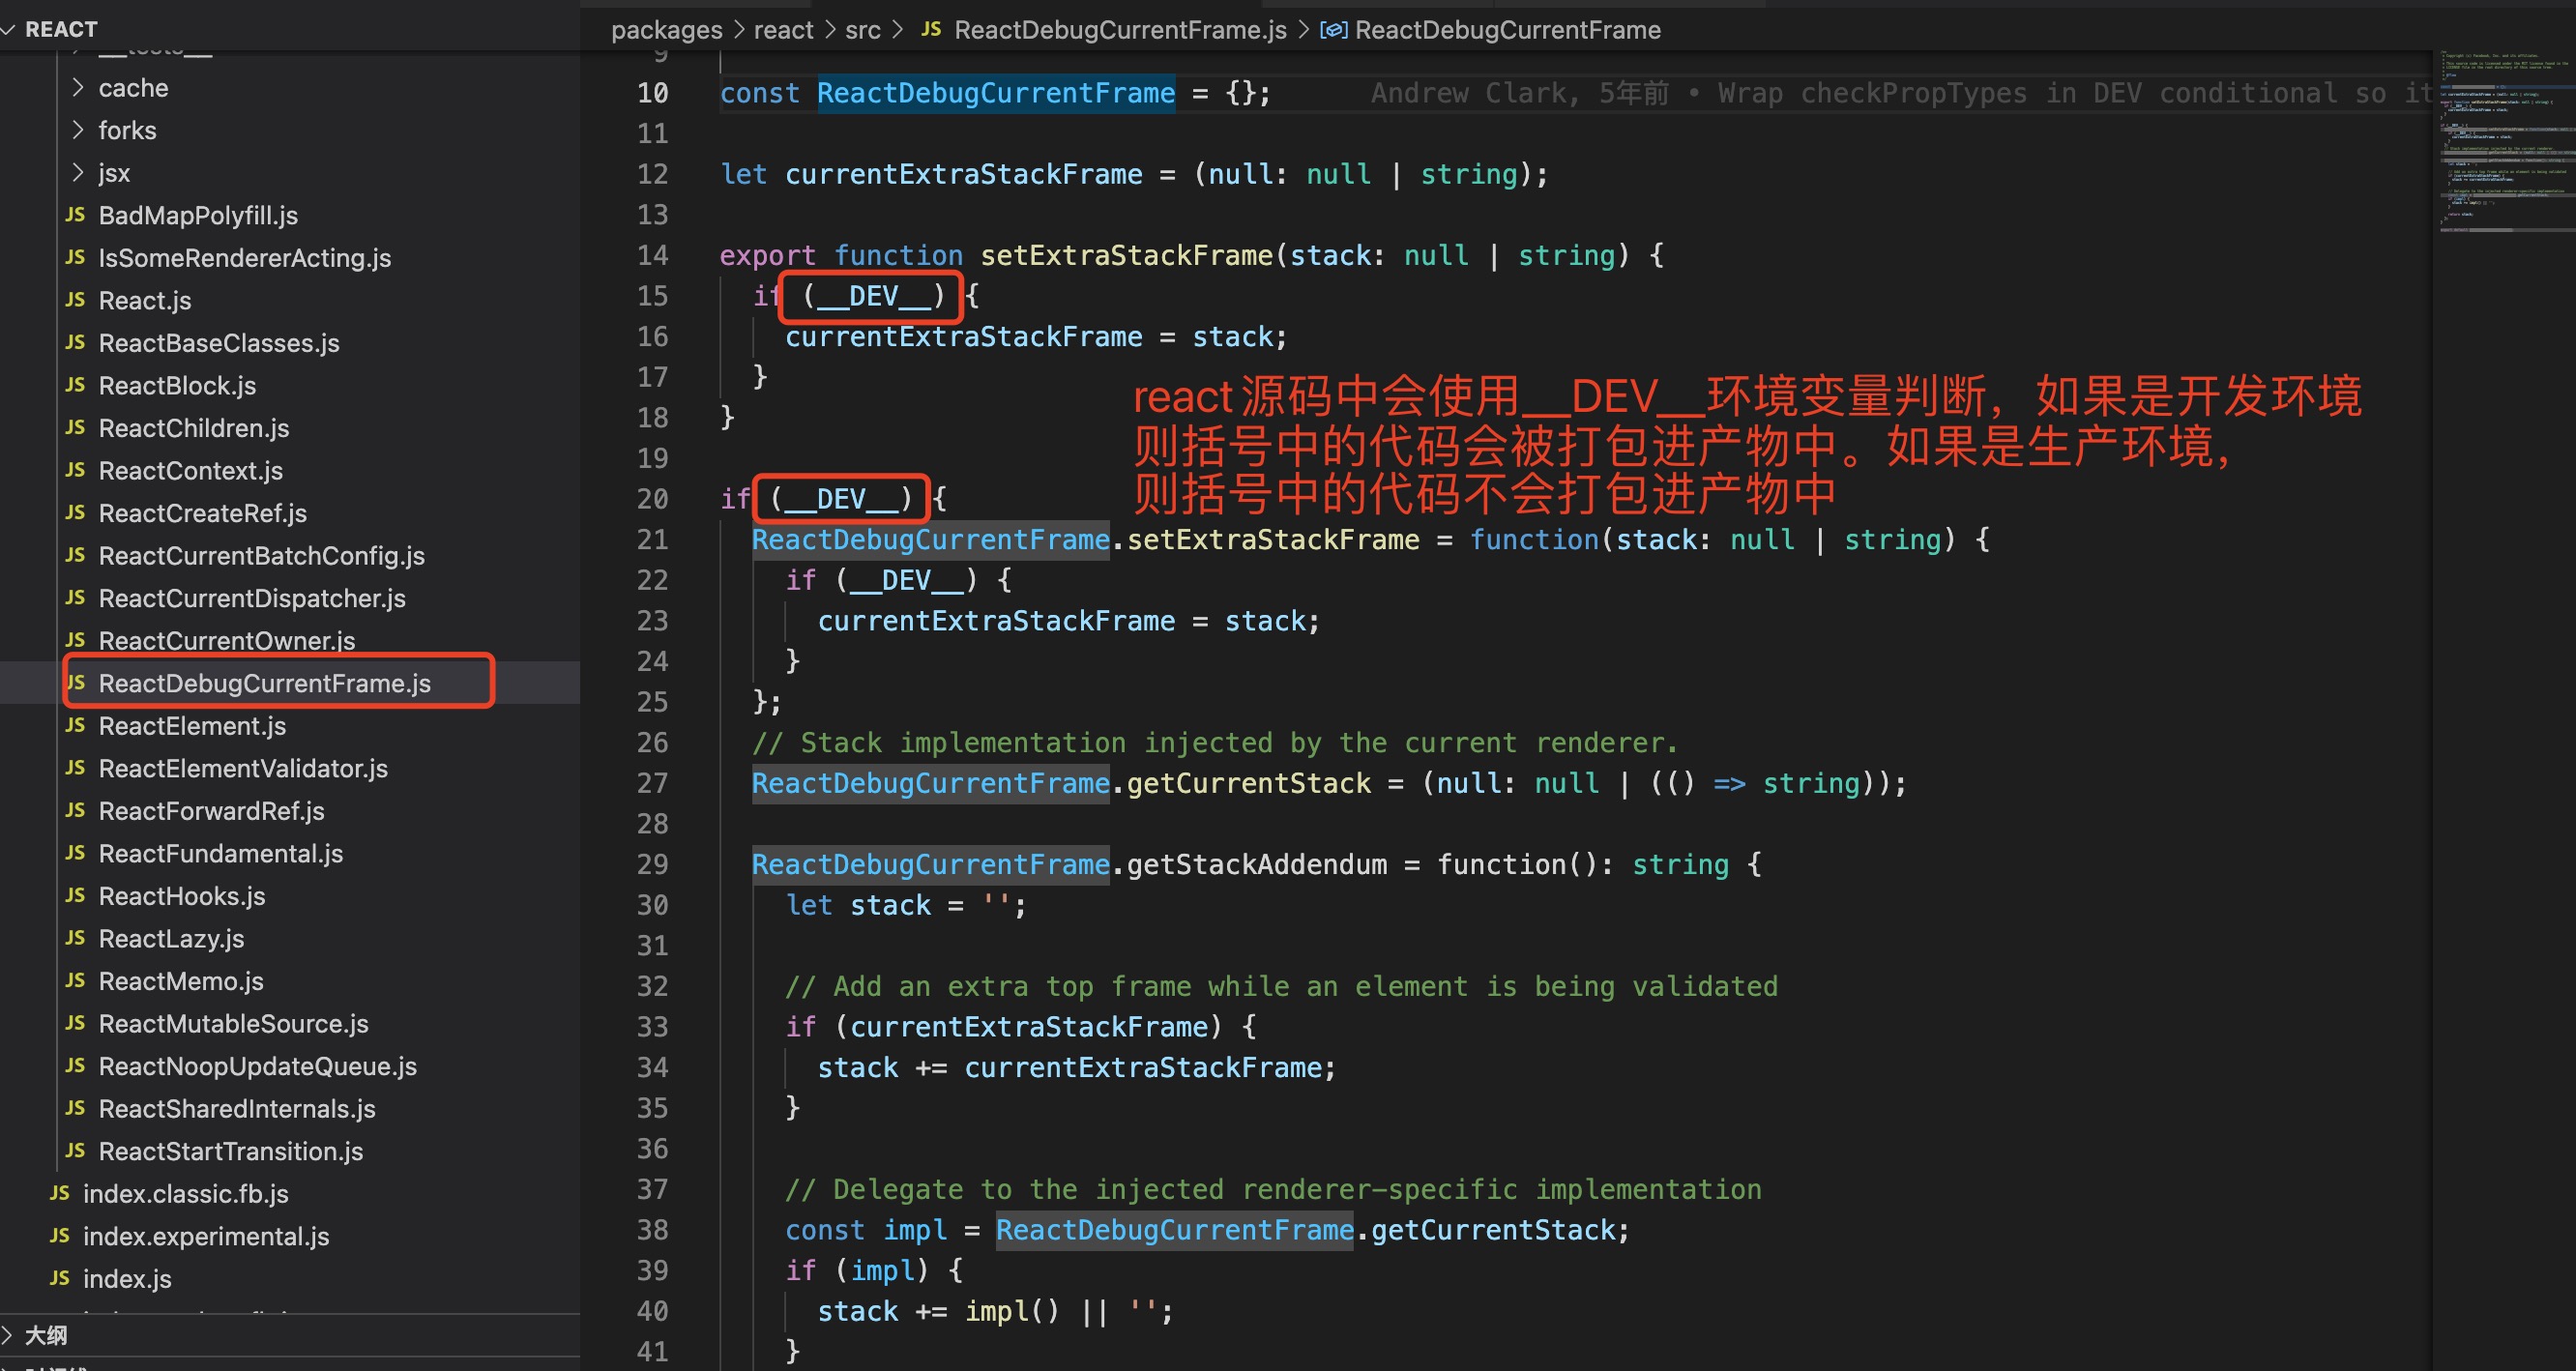 REACT
__tests__
cache
forks
jsx
JS BadMapPolyfill.js
JS IsSomeRendererActing.js
JS React.js
JS ReactBaseClasses.js
JS ReactBlock.js
JS ReactChildren.js
JS ReactContext.js
JS ReactCreateRef.js
JS ReactCurrentBatchConfig.js
JS ReactCurrentDispatcher.js
JS ReactCurrentOwner.js
JS ReactDebugCurrentFrame.js
JS ReactElement.js
JS ReactElementValidator.js
JS ReactForwardRef.js
JS ReactFundamental.js
JS ReactHooks.js
JS ReactLazy.js
JS ReactMemo.js
JS ReactMutableSource.js
JS ReactNoopUpdateQueue.js
JS ReactSharedInternals.js
JS ReactStartTransition.js
JS index.classic.fb.js
JS index.experimental.js
JS index.js
大纲
packages > react > src > JS ReactDebugCurrentFrame.js > ReactDebugCurrentFrame
9
10 const ReactDebugCurrentFrame = {}; Andrew Clark, 5年前 • Wrap checkPropTypes in DEV conditional so it
11
12 let currentExtraStackFrame = (null: null | string);
13
14 export function setExtraStackFrame(stack: null | string) {
15 if (__DEV__) {
16 currentExtraStackFrame = stack;
17 }
18 }
19
20 if (__DEV__) {
21 ReactDebugCurrentFrame.setExtraStackFrame = function(stack: null | string) {
22 if (__DEV__) {
23 currentExtraStackFrame = stack;
24 }
25 };
26 // Stack implementation injected by the current renderer.
27 ReactDebugCurrentFrame.getCurrentStack = (null: null | (() => string));
28
29 ReactDebugCurrentFrame.getStackAddendum = function(): string {
30 let stack = '';
31
32 // Add an extra top frame while an element is being validated
33 if (currentExtraStackFrame) {
34 stack += currentExtraStackFrame;
35 }
36
37 // Delegate to the injected renderer-specific implementation
38 const impl = ReactDebugCurrentFrame.getCurrentStack;
39 if (impl) {
40 stack += impl() || '';
41 }
react源码中会使用__DEV__环境变量判断，如果是开发环境
则括号中的代码会被打包进产物中。如果是生产环境，
则括号中的代码不会打包进产物中